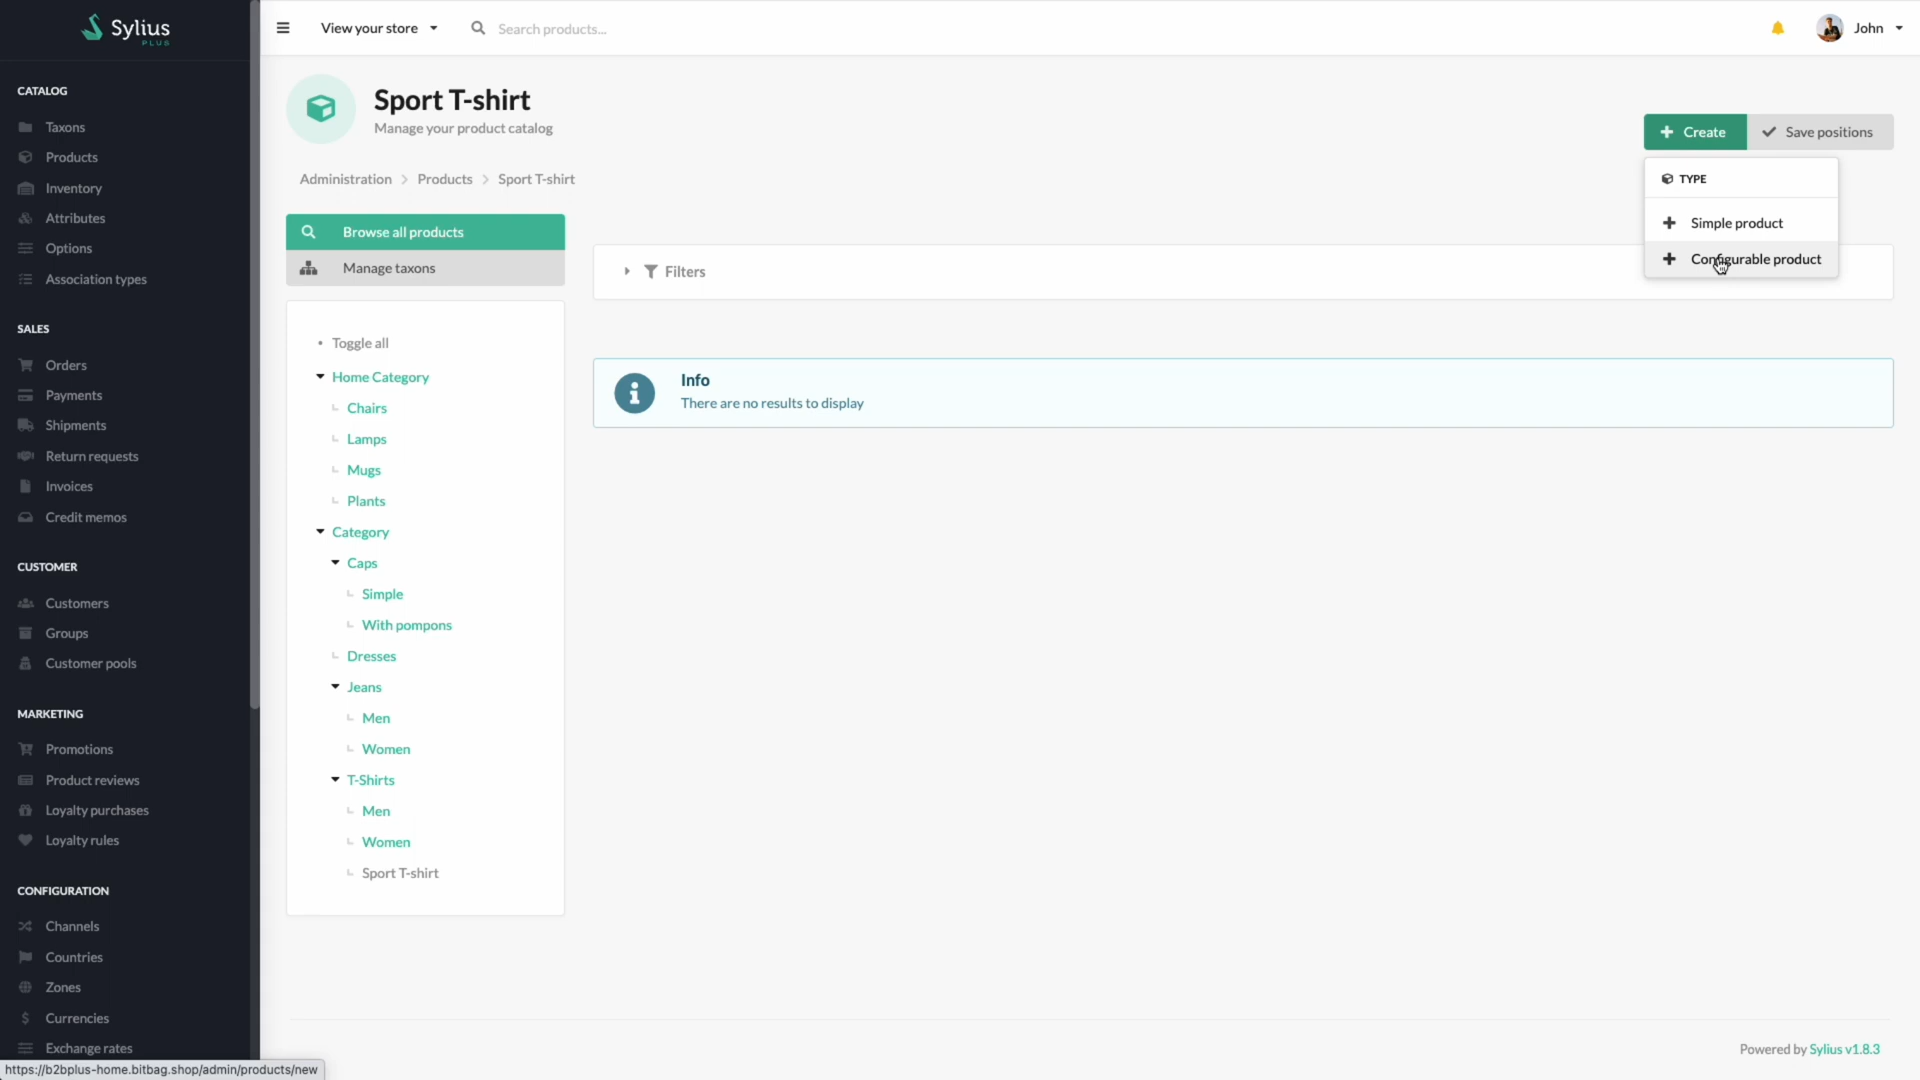 Sylius
PLUS
View your store
Search products...
John
CATALOG
Taxons
Products
Inventory
Attributes
Options
Association types
SALES
Orders
Payments
Shipments
Return requests
Invoices
Credit memos
CUSTOMER
Customers
Groups
Customer pools
MARKETING
Promotions
Product reviews
Loyalty purchases
Loyalty rules
CONFIGURATION
Channels
Countries
Zones
Currencies
Exchange rates
https://b2bplus-home.bitbag.shop/admin/products/new
Sport T-shirt
Manage your product catalog
Create
Save positions
TYPE
Simple product
Configurable product
Administration > Products > Sport T-shirt
Browse all products
Manage taxons
Toggle all
Home Category
Chairs
Lamps
Mugs
Plants
Category
Caps
Simple
With pompons
Dresses
Jeans
Men
Women
T-Shirts
Men
Women
Sport T-shirt
Filters
Info
There are no results to display
Powered by Sylius v1.8.3